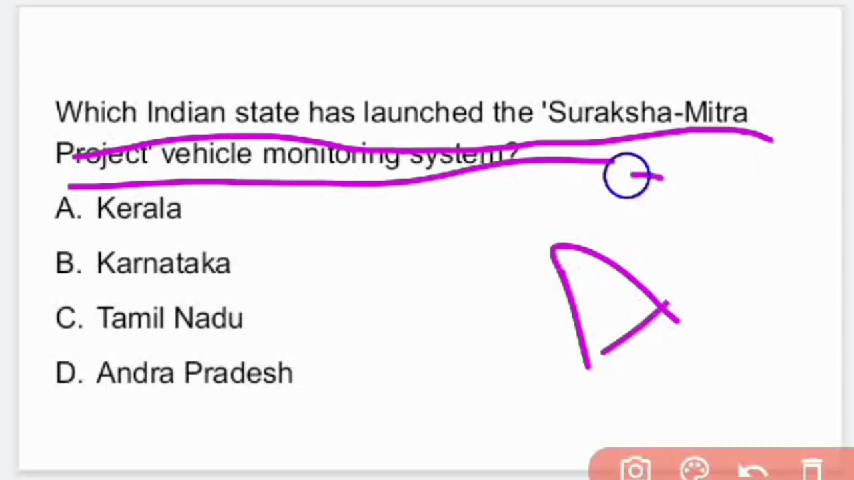 Which Indian state has launched the 'Suraksha-Mitra
Project' vehicle monitoring system?
A. Kerala
B. Karnataka
C. Tamil Nadu
D. Andra Pradesh
A